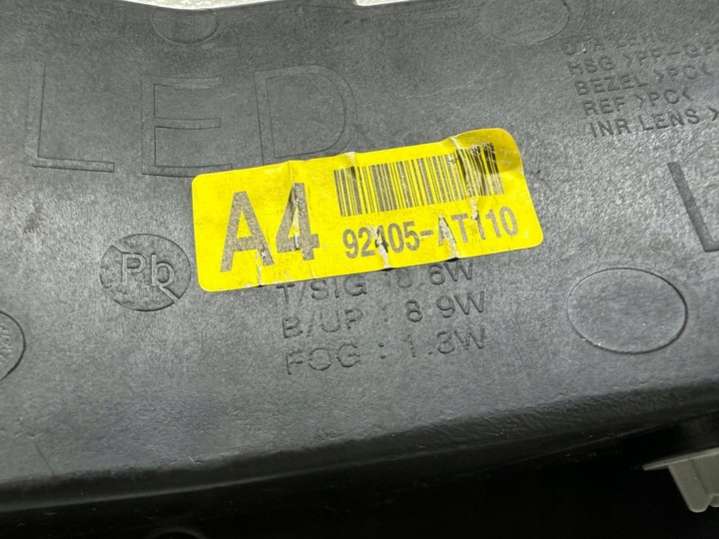 LED
HSG >PP-
BEZEL >PC<
REF >PC<
INR LENS >
A4
92405-AT110
Pb
T/SIG
B/UP : 8.9W
FOG : 1.3W
L